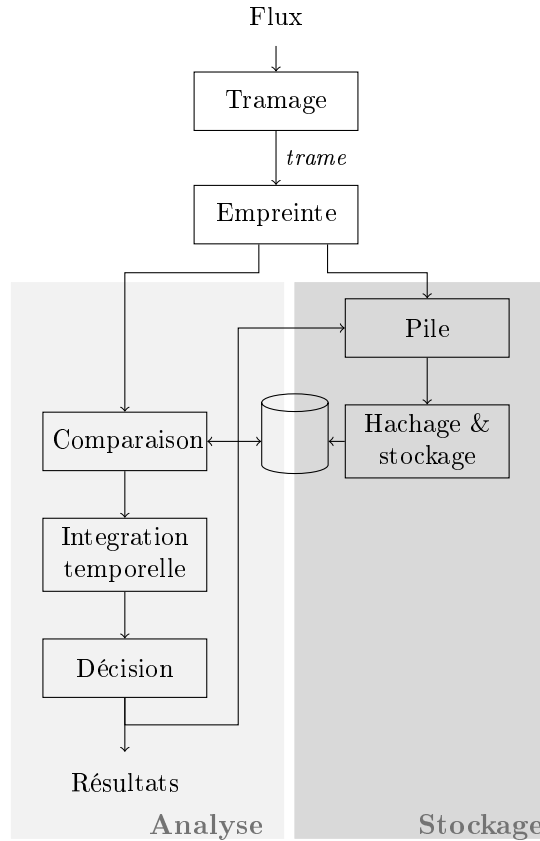 Flux
Tramage
trame
Empreinte
Pile
Hachage &
stockage
Comparaison
Integration
temporelle
Décision
Résultats
Analyse
Stockage